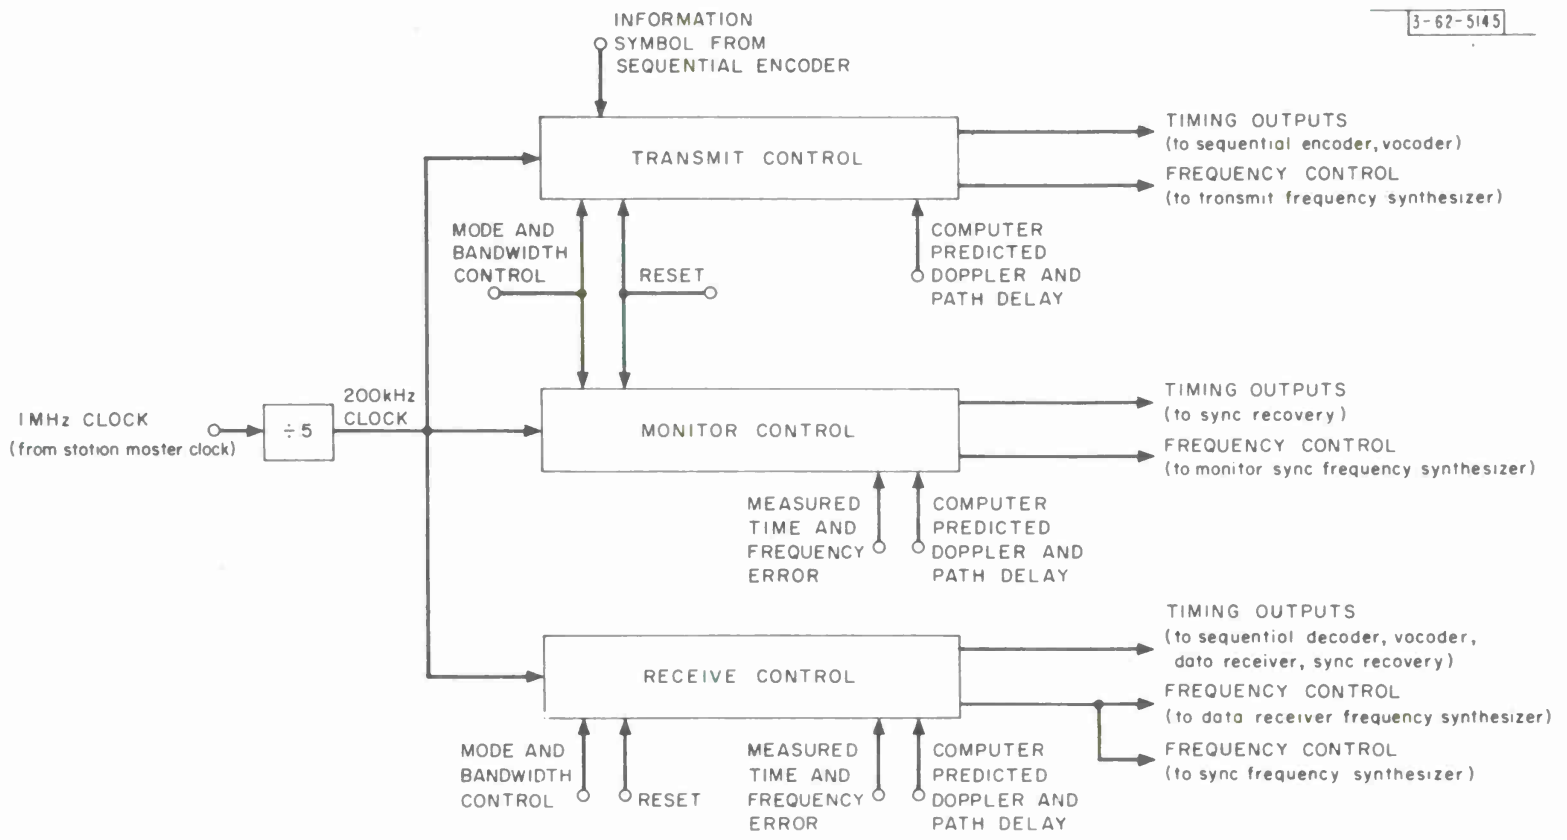 3-62-5145
INFORMATION
SYMBOL FROM
SEQUENTIAL ENCODER
TRANSMIT CONTROL
TIMING OUTPUTS
(to sequential encoder, vocoder)
FREQUENCY CONTROL
(to transmit frequency synthesizer)
MODE AND
BANDWIDTH
CONTROL
RESET
COMPUTER
PREDICTED
DOPPLER AND
PATH DELAY
1MHz CLOCK
(from station moster clock)
÷5
200kHz
CLOCK
MONITOR CONTROL
TIMING OUTPUTS
(to sync recovery)
FREQUENCY CONTROL
(to monitor sync frequency synthesizer)
MEASURED
TIME AND
FREQUENCY
ERROR
COMPUTER
PREDICTED
DOPPLER AND
PATH DELAY
RECEIVE CONTROL
TIMING OUTPUTS
(to sequential decoder, vocoder,
data receiver, sync recovery)
FREQUENCY CONTROL
(to data receiver frequency synthesizer)
FREQUENCY CONTROL
(to sync frequency synthesizer)
MODE AND
BANDWIDTH
CONTROL
RESET
MEASURED
TIME AND
FREQUENCY
ERROR
COMPUTER
PREDICTED
DOPPLER AND
PATH DELAY